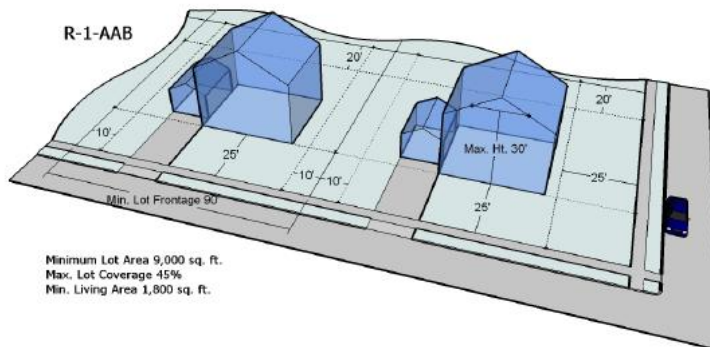 R-1-AAB
20'
20'
10'
25'
10'
10'
Max. Ht. 30'
25'
25'
Min. Lot Frontage 90'
Minimum Lot Area 9,000 sq. ft.
Max. Lot Coverage 45%
Min. Living Area 1,800 sq. ft.